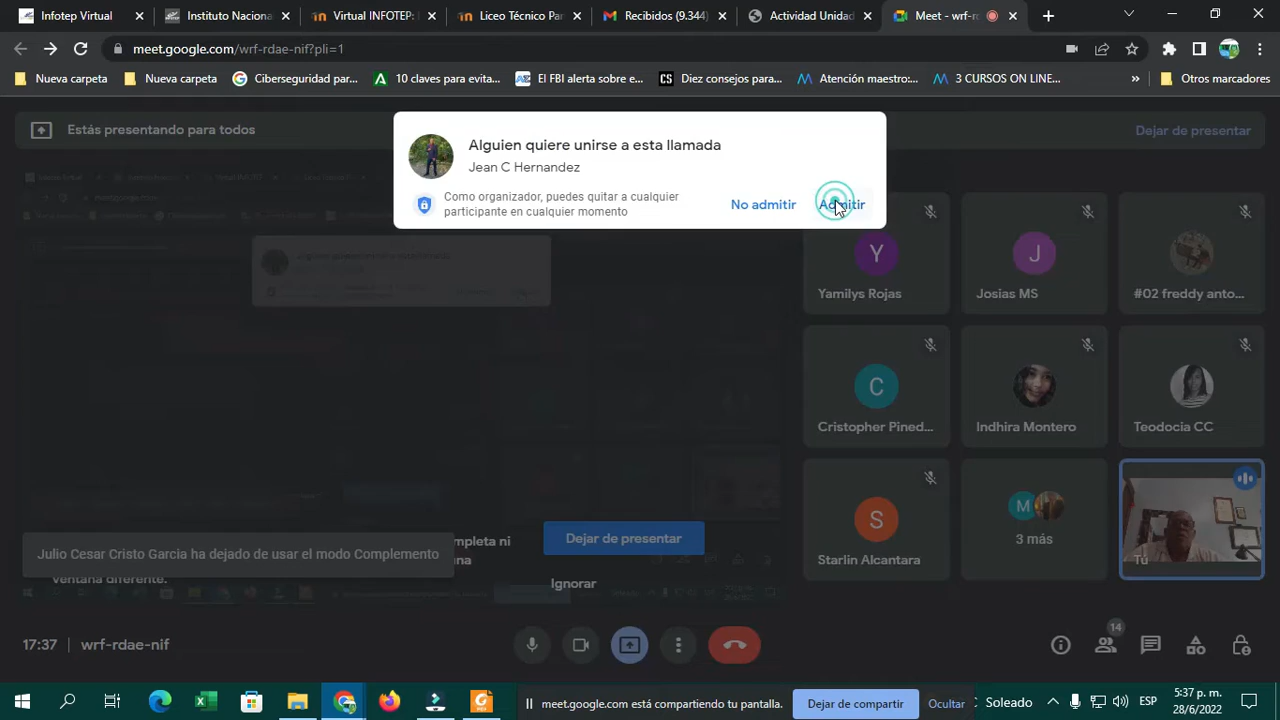 Infotep Virtual
Instituto Naciona
Virtual INFOTEP:
Liceo Técnico Par
Recibidos (9.344)
Actividad Unidad
Meet - wrf-r
meet.google.com/wrf-rdae-nif?pli=1
Nueva carpeta
Nueva carpeta
Ciberseguridad par...
10 claves para evita...
El FBI alerta sobre e...
Diez consejos para...
Atención maestro:...
3 CURSOS ON LINE...
»
Otros marcadores
Estás presentando para todos
Dejar de presentar
Alguien quiere unirse a esta llamada
Jean C Hernandez
Como organizador, puedes quitar a cualquier
participante en cualquier momento
No admitir
Admitir
Y
Yamilys Rojas
J
Josias MS
#02 freddy anto...
C
Cristopher Pined...
Indhira Montero
Teodocia CC
S
Starlin Alcantara
M
3 más
Tú
Julio Cesar Cristo Garcia ha dejado de usar el modo Complemento
mpleta ni
na
ventana diferente.
Dejar de presentar
Ignorar
17:37 | wrf-rdae-nif
14
meet.google.com está compartiendo tu pantalla.
Dejar de compartir
Ocultar
Soleado
ESP
5:37 p. m.
28/6/2022